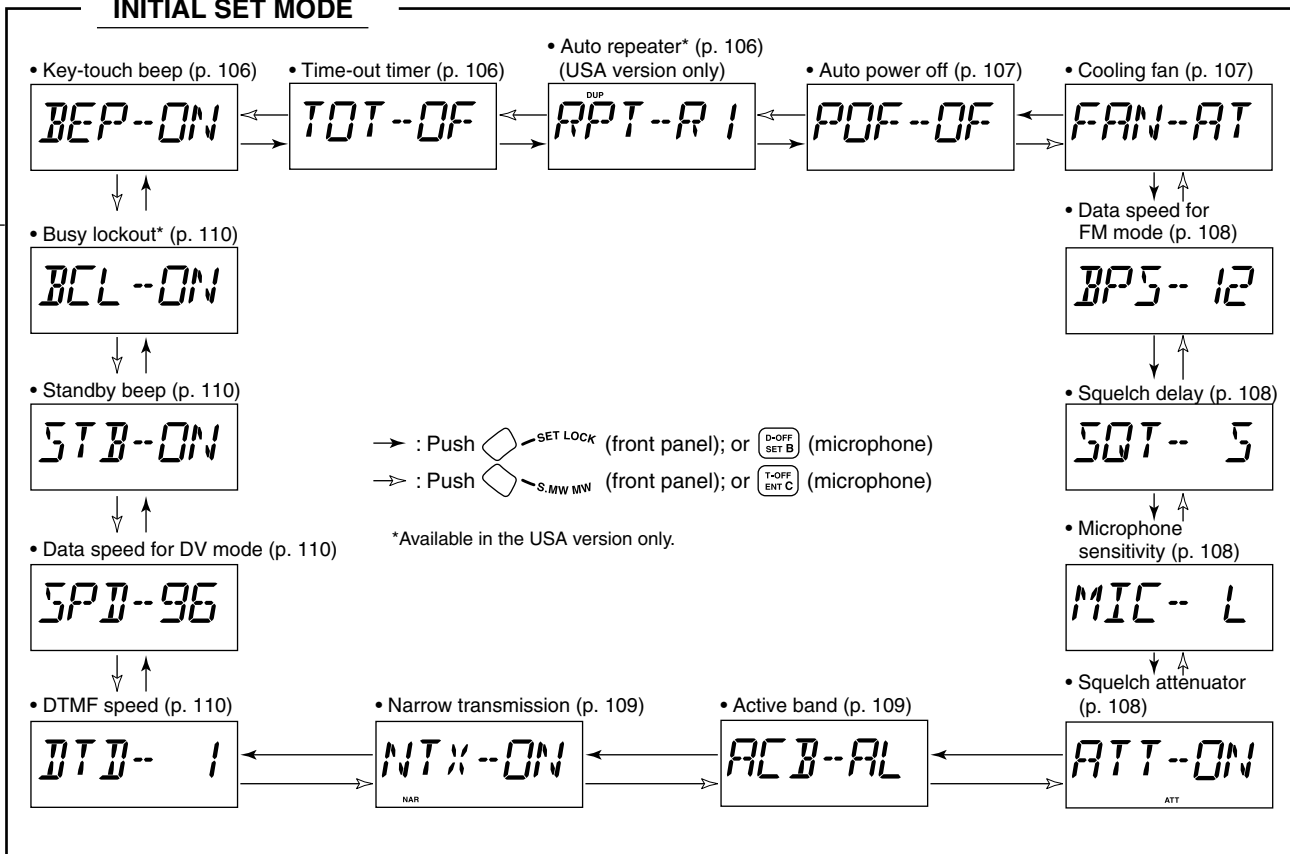 INITIAL SET MODE
• Key-touch beep (p. 106)
BEP-ON
• Time-out timer (p. 106)
TOT-OF
• Auto repeater* (p. 106)
(USA version only)
DUP
RPT-R1
• Auto power off (p. 107)
POF-OF
• Cooling fan (p. 107)
FAN-AT
• Data speed for
FM mode (p. 108)
BPS-12
• Squelch delay (p. 108)
SQT- S
• Microphone
sensitivity (p. 108)
MIC- L
• Squelch attenuator
(p. 108)
ATT-ON
ATT
• Active band (p. 109)
ACB-AL
• Narrow transmission (p. 109)
NTX-ON
NAR
• DTMF speed (p. 110)
DTD- 1
• Data speed for DV mode (p. 110)
SPD-96
• Standby beep (p. 110)
STB-ON
• Busy lockout* (p. 110)
BCL-ON
: Push SET LOCK (front panel); or D-OFF SET B (microphone)
: Push S.MW MW (front panel); or T-OFF ENT C (microphone)
*Available in the USA version only.